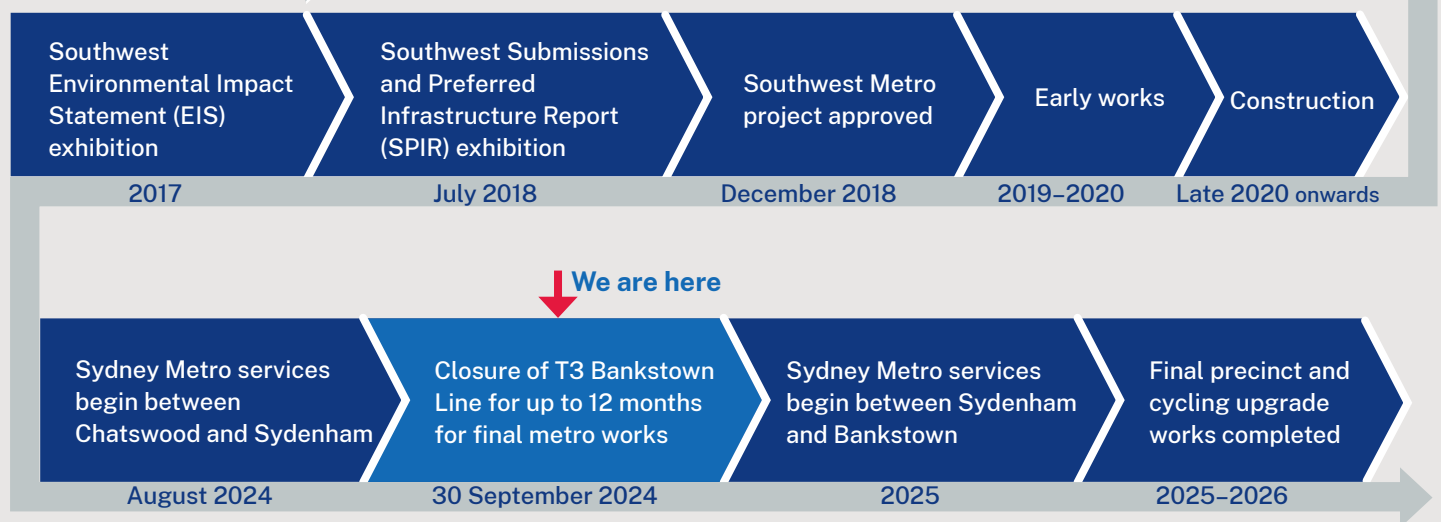 Southwest
Environmental Impact
Statement (EIS)
exhibition
2017
Southwest Submissions
and Preferred
Infrastructure Report
(SPIR) exhibition
July 2018
Southwest Metro
project approved
December 2018
Early works
2019–2020
Construction
Late 2020 onwards
We are here
Sydney Metro services
begin between
Chatswood and Sydenham
August 2024
Closure of T3 Bankstown
Line for up to 12 months
for final metro works
30 September 2024
Sydney Metro services
begin between Sydenham
and Bankstown
2025
Final precinct and
cycling upgrade
works completed
2025–2026